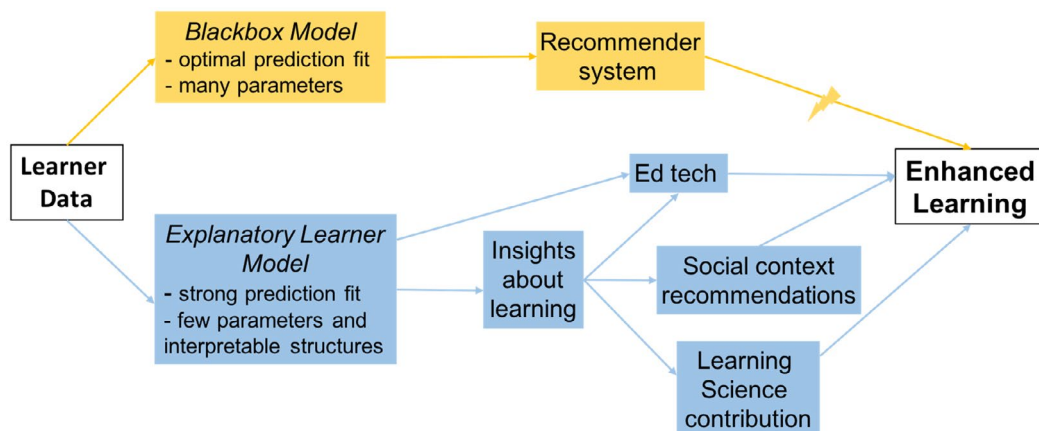 Blackbox Model
- optimal prediction fit
- many parameters
Recommender
system
Learner
Data
Enhanced
Learning
Ed tech
Explanatory Learner
Model
- strong prediction fit
- few parameters and
interpretable structures
Insights
about
learning
Social context
recommendations
Learning
Science
contribution